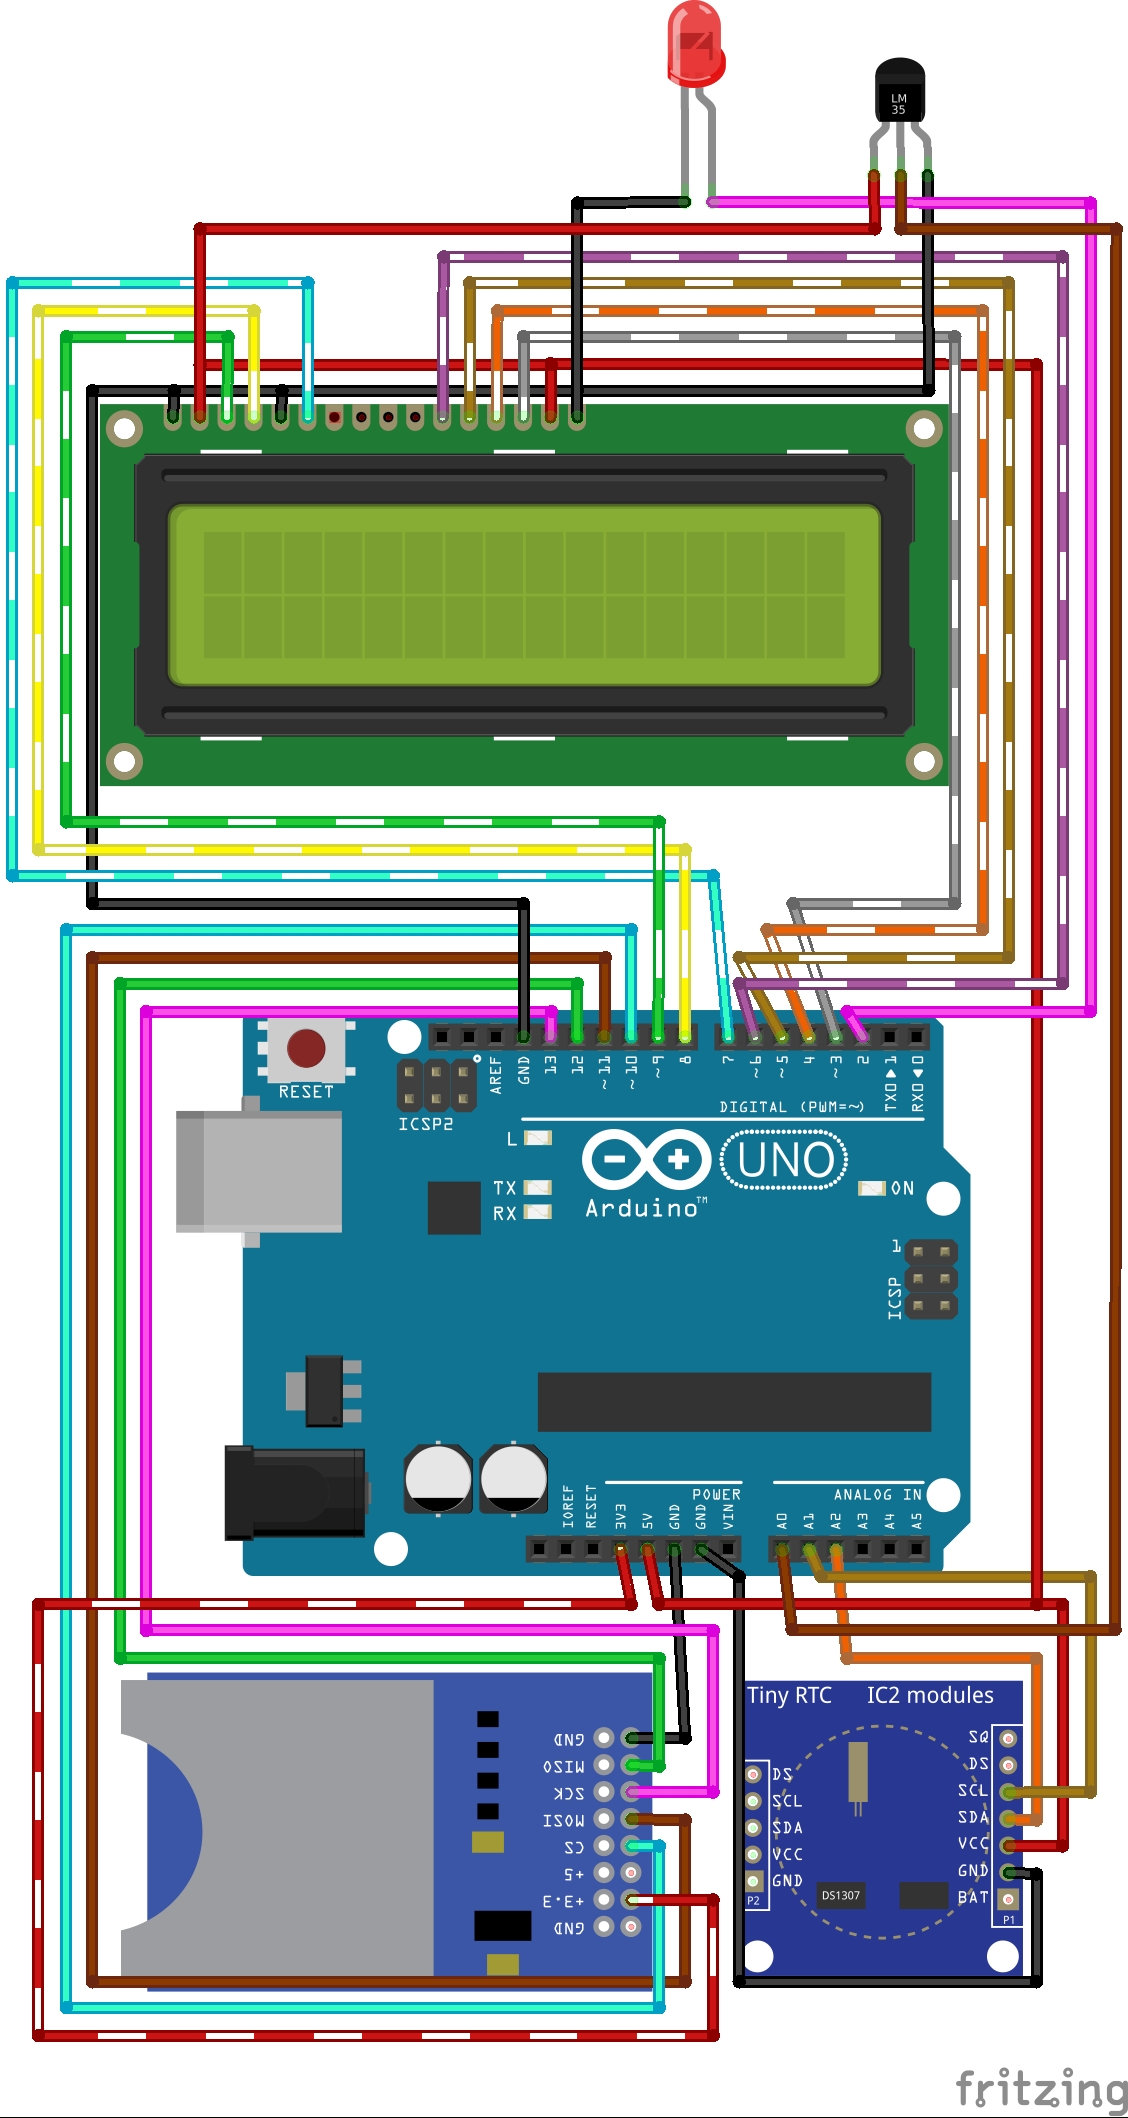 LM
35
RESET
ICSP2
AREF
GND
13
12
~11
~10
~9
8
7
~6
~5
4
~3
2
TX0▶1
RX0◀0
DIGITAL (PWM=~)
L
TX
RX
UNO
Arduino™
ON
1
ICSP
IOREF
RESET
3V3
5V
GND
GND
VIN
POWER
ANALOG IN
A0
A1
A2
A3
A4
A5
GND
MISO
SCK
MOSI
CS
+5
+3.3
GND
Tiny RTC IC2 modules
DS
SCL
SDA
VCC
GND
P2
DS1307
SQ
DS
SCL
SDA
VCC
GND
BAT
P1
fritzing